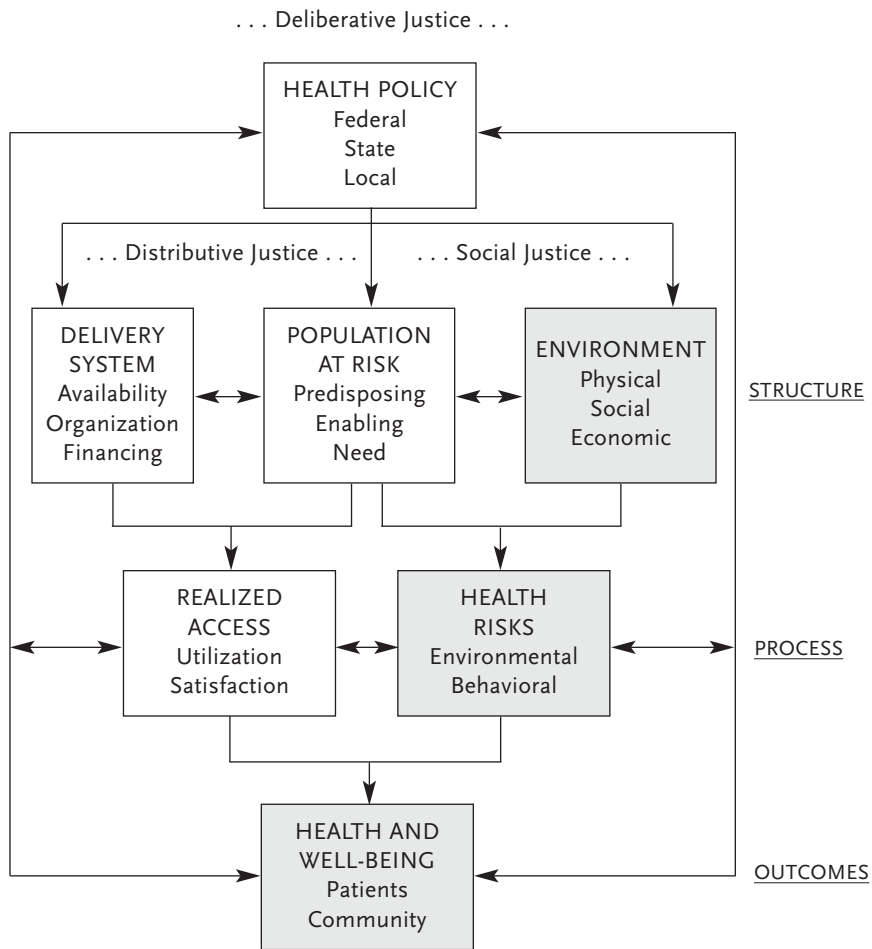 . . . Deliberative Justice . . .
HEALTH POLICY
Federal
State
Local
. . . Distributive Justice . . .
. . . Social Justice . . .
DELIVERY
SYSTEM
Availability
Organization
Financing
POPULATION
AT RISK
Predisposing
Enabling
Need
ENVIRONMENT
Physical
Social
Economic
STRUCTURE
REALIZED
ACCESS
Utilization
Satisfaction
HEALTH
RISKS
Environmental
Behavioral
PROCESS
HEALTH AND
WELL-BEING
Patients
Community
OUTCOMES